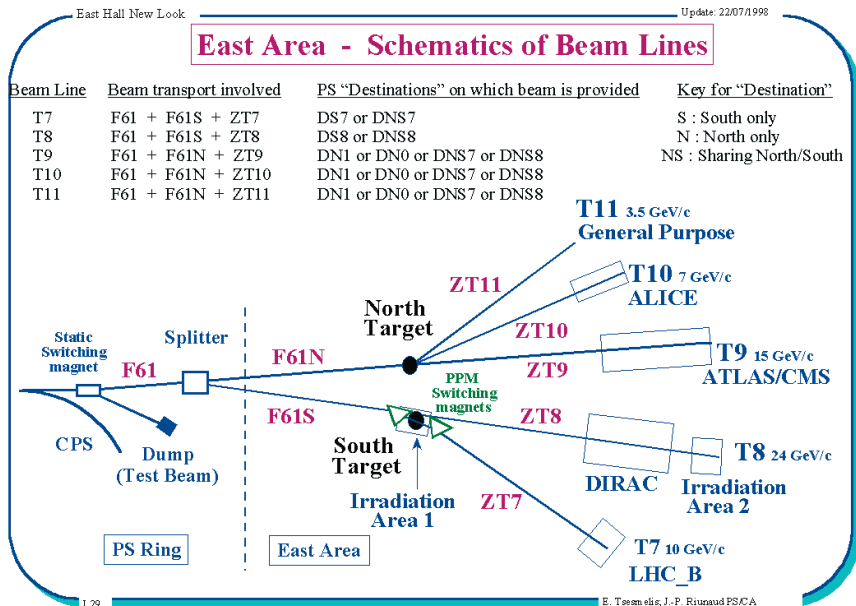 East Hall New Look
Update: 22/07/1998
East Area - Schematics of Beam Lines
Beam Line Beam transport involved PS “Destinations” on which beam is provided Key for “Destination”
T7 F61 + F61S + ZT7 DS7 or DNS7 S : South only
T8 F61 + F61S + ZT8 DS8 or DNS8 N : North only
T9 F61 + F61N + ZT9 DN1 or DN0 or DNS7 or DNS8 NS : Sharing North/South
T10 F61 + F61N + ZT10 DN1 or DN0 or DNS7 or DNS8
T11 F61 + F61N + ZT11 DN1 or DN0 or DNS7 or DNS8
T11 3.5 GeV/c
General Purpose
ZT11
T10 7 GeV/c
ALICE
North
Target
ZT10
Splitter
Static
Switching
magnet
F61
F61N
ZT9
T9 15 GeV/c
ATLAS/CMS
PPM
Switching
magnets
F61S
ZT8
CPS
Dump
(Test Beam)
South
Target
T8 24 GeV/c
DIRAC
Irradiation
Area 2
Irradiation
Area 1
ZT7
PS Ring
East Area
T7 10 GeV/c
LHC_B
J.29
E. Tsesmelis; J.-P. Riunaud PS/CA